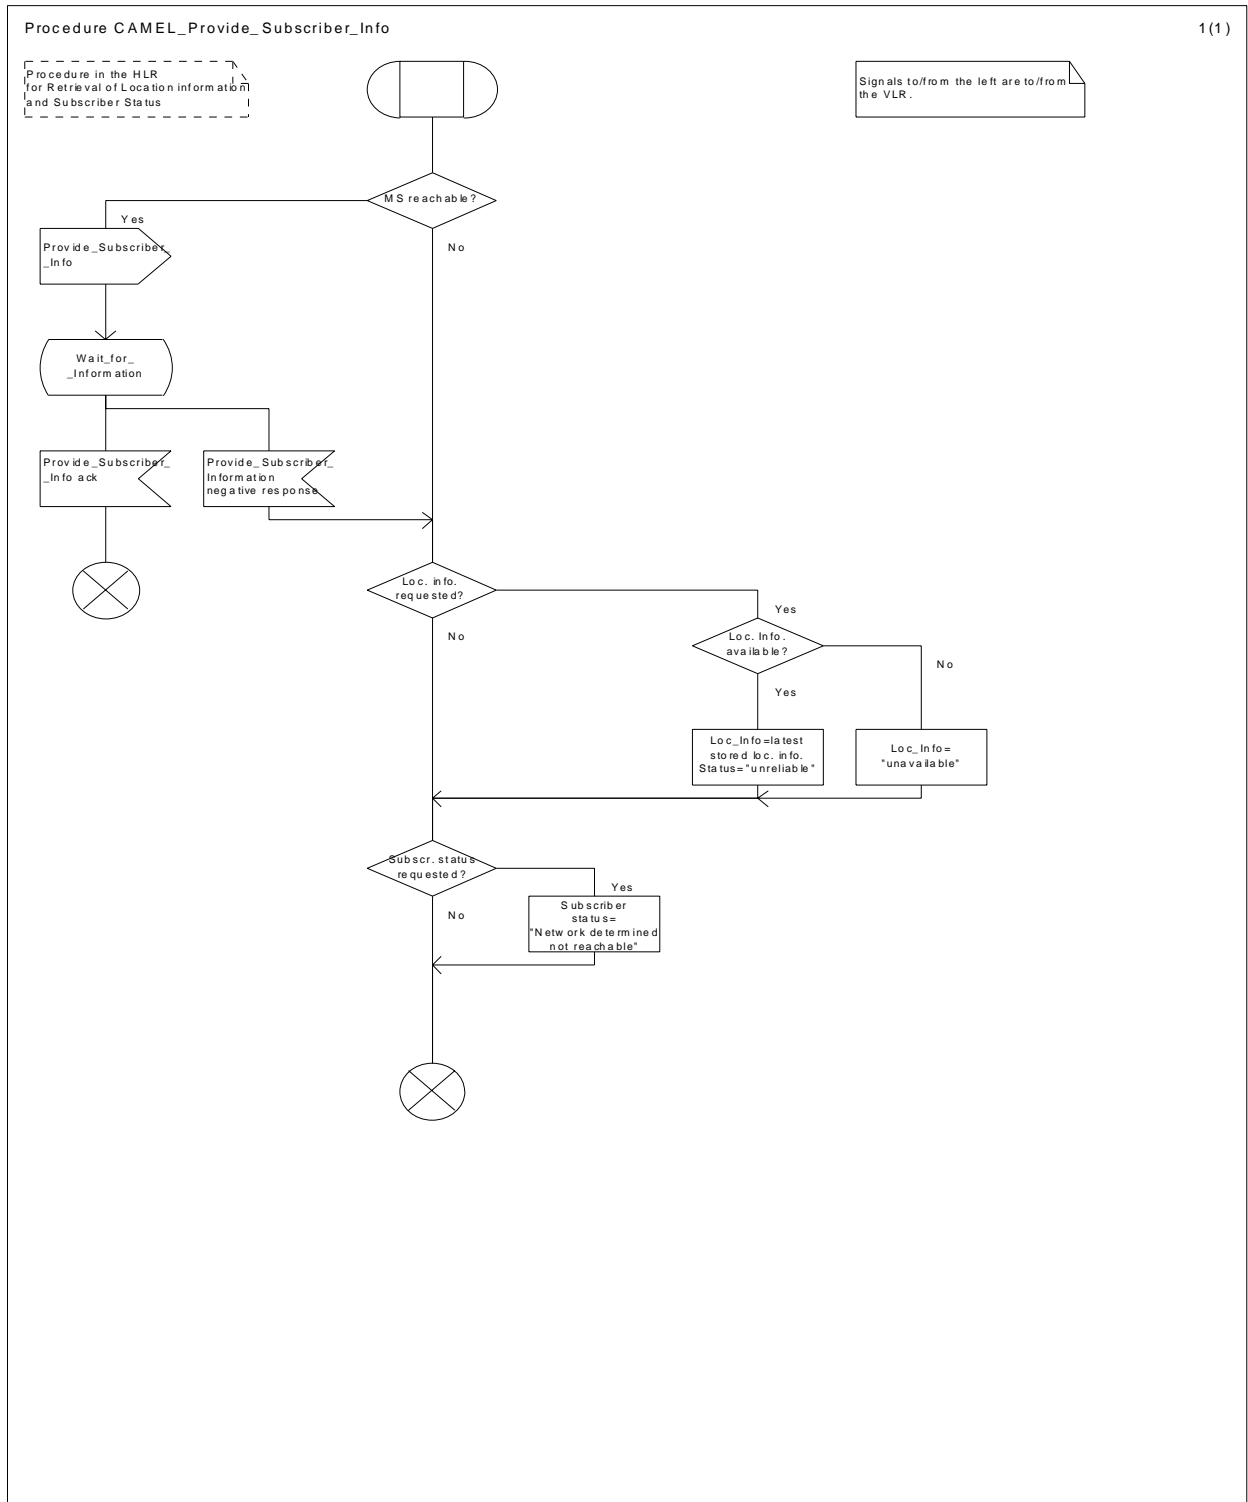 Procedure CAMEL_Provide_Subscriber_Info
1(1)
Procedure in the HLR
for Retrieval of Location information
and Subscriber Status
Signals to/from the left are to/from
the VLR.
MS reachable?
Yes
No
Provide_Subscriber_
_Info
Wait_for_
_Information
Provide_Subscriber_
_Info ack
Provide_Subscriber_
Information
negative response
Loc. info.
requested?
Yes
No
Loc. Info.
available?
No
Yes
Loc_Info=latest
stored loc. info.
Status="unreliable"
Loc_Info=
"unavailable"
Subscr. status
requested?
Yes
No
Subscriber
status=
"Network determined
not reachable"